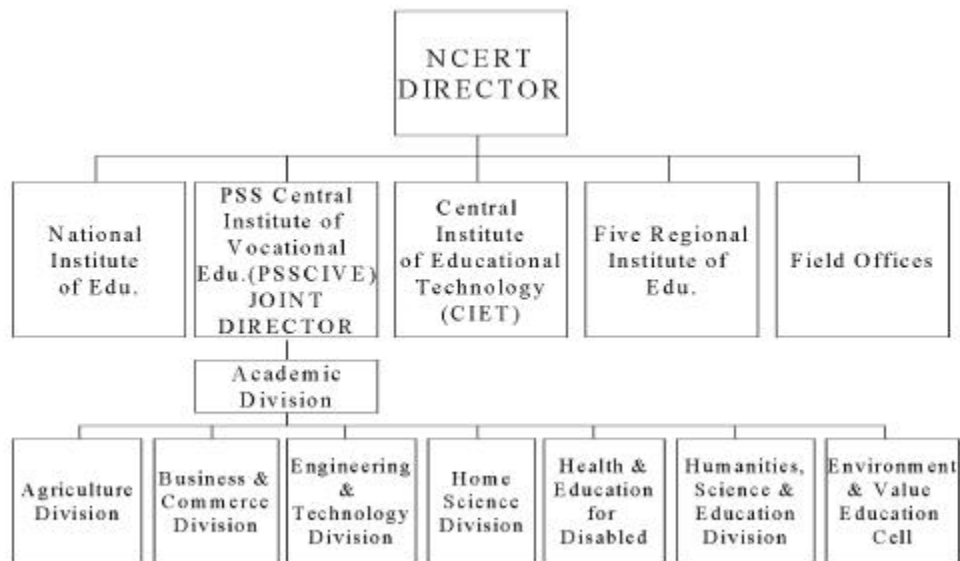 NCERT
DIRECTOR
National
Institute
of Edu.
PSS Central
Institute of
Vocational
Edu.(PSSCIVE)
JOINT
DIRECTOR
Central
Institute
of Educational
Technology
(CIET)
Five Regional
Institute of
Edu.
Field Offices
Academic
Division
Agriculture
Division
Business &
Commerce
Division
Engineering
&
Technology
Division
Home
Science
Division
Health &
Education
for
Disabled
Humanities,
Science &
Education
Division
Environment
& Value
Education
Cell